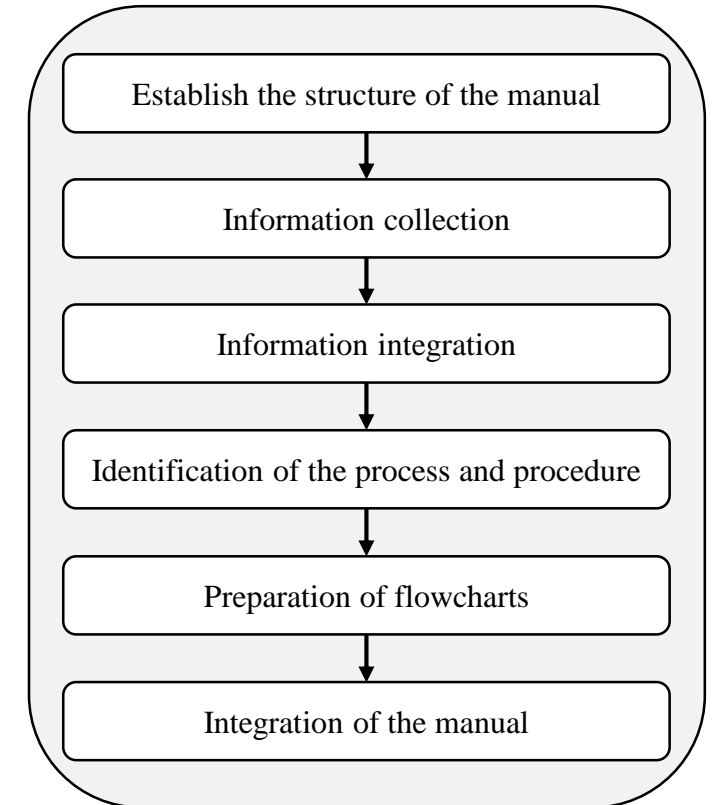 Establish the structure of the manual
Information collection
Information integration
Identification of the process and procedure
Preparation of flowcharts
Integration of the manual